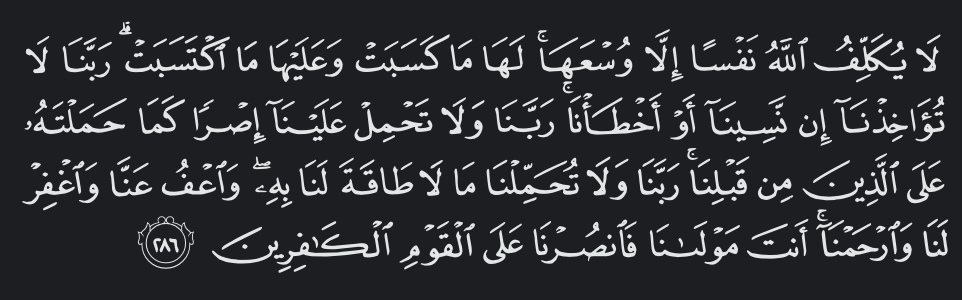 لَا يُكَلِّفُ ٱللَّهُ نَفْسًا إِلَّا وُسْعَهَاۚ لَهَا مَا كَسَبَتْ وَعَلَيْهَا مَا ٱكْتَسَبَتْۗ رَبَّنَا لَا
تُؤَاخِذْنَآ إِن نَّسِينَآ أَوْ أَخْطَأْنَاۚ رَبَّنَا وَلَا تَحْمِلْ عَلَيْنَآ إِصْرًا كَمَا حَمَلْتَهُۥ
عَلَى ٱلَّذِينَ مِن قَبْلِنَاۚ رَبَّنَا وَلَا تُحَمِّلْنَا مَا لَا طَاقَةَ لَنَا بِهِۦۖ وَٱعْفُ عَنَّا وَٱغْفِرْ
لَنَا وَٱرْحَمْنَآۚ أَنتَ مَوْلَىٰنَا فَٱنصُرْنَا عَلَى ٱلْقَوْمِ ٱلْكَـٰفِرِينَ ٢٨٦